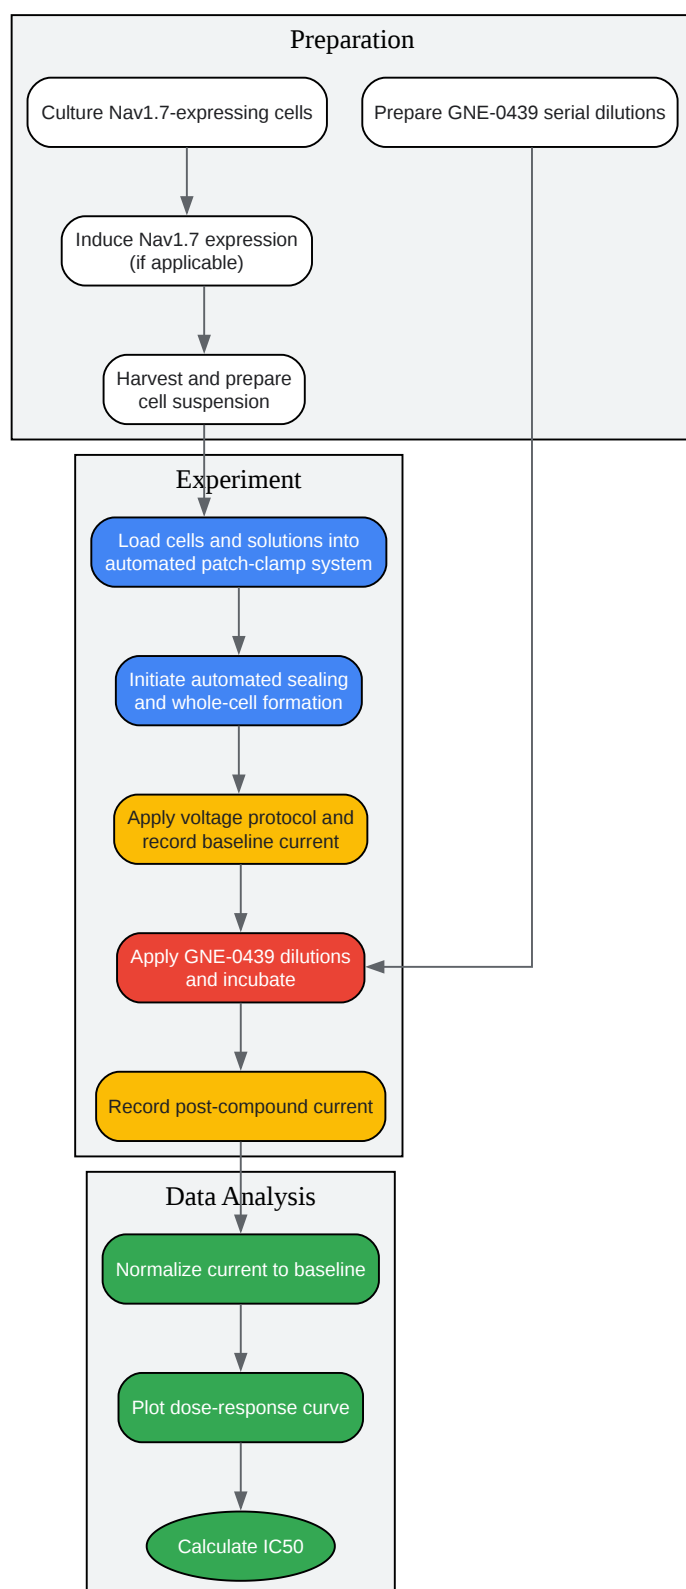 Preparation
Culture Nav1.7-expressing cells
Prepare GNE-0439 serial dilutions
Induce Nav1.7 expression
(if applicable)
Harvest and prepare
cell suspension
Experiment
Load cells and solutions into
automated patch-clamp system
Initiate automated sealing
and whole-cell formation
Apply voltage protocol and
record baseline current
Apply GNE-0439 dilutions
and incubate
Record post-compound current
Data Analysis
Normalize current to baseline
Plot dose-response curve
Calculate IC50